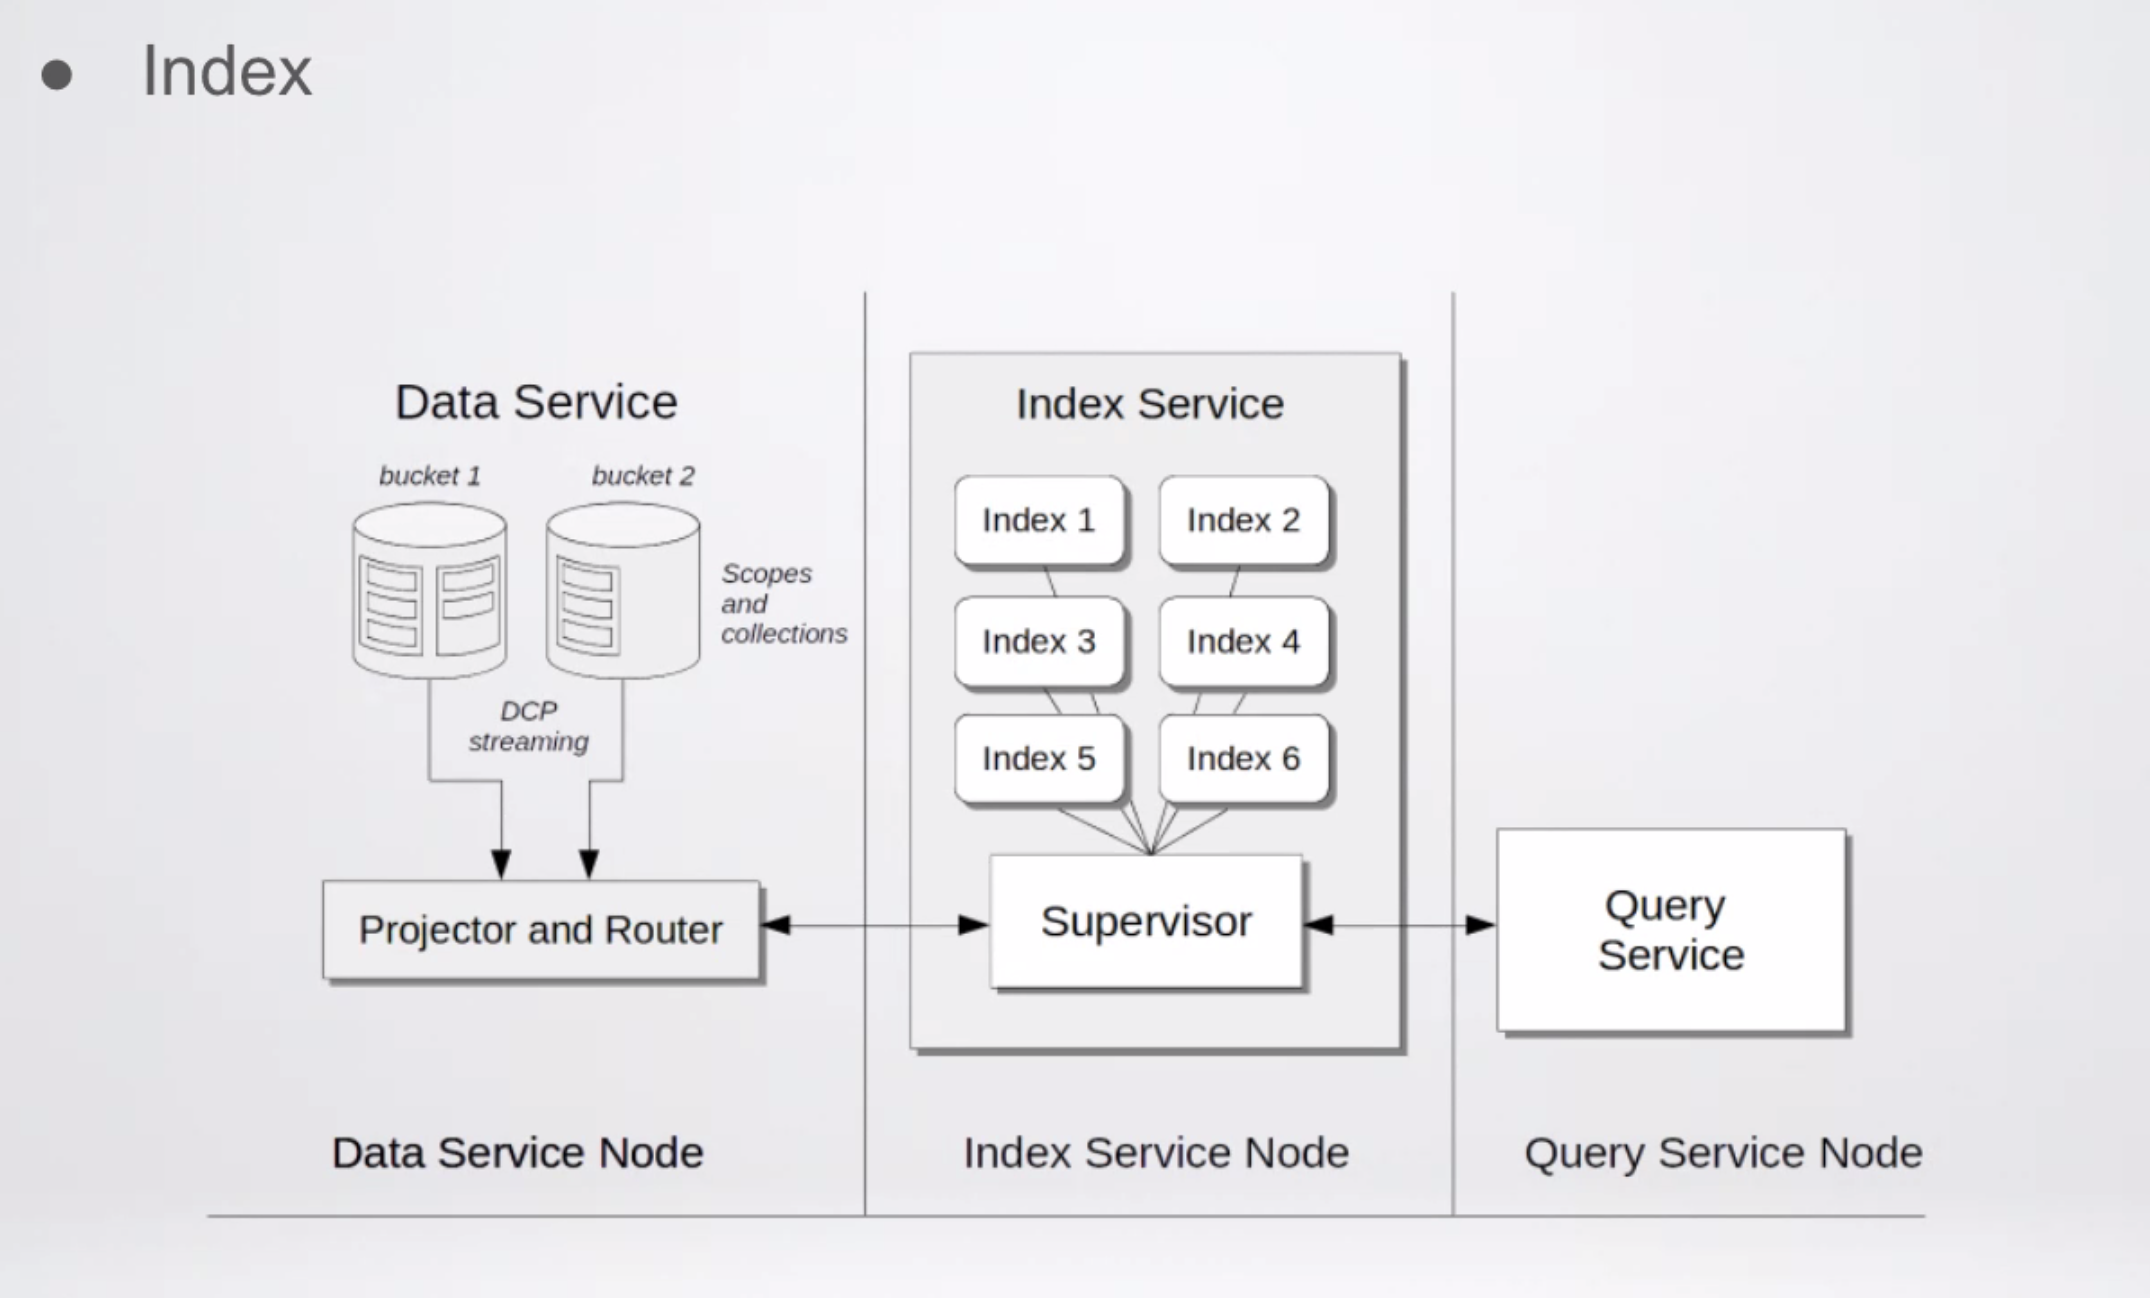 ● Index
Data Service
bucket 1
bucket 2
Scopes
and
collections
DCP
streaming
Projector and Router
Data Service Node
Index Service
Index 1
Index 2
Index 3
Index 4
Index 5
Index 6
Supervisor
Index Service Node
Query
Service
Query Service Node